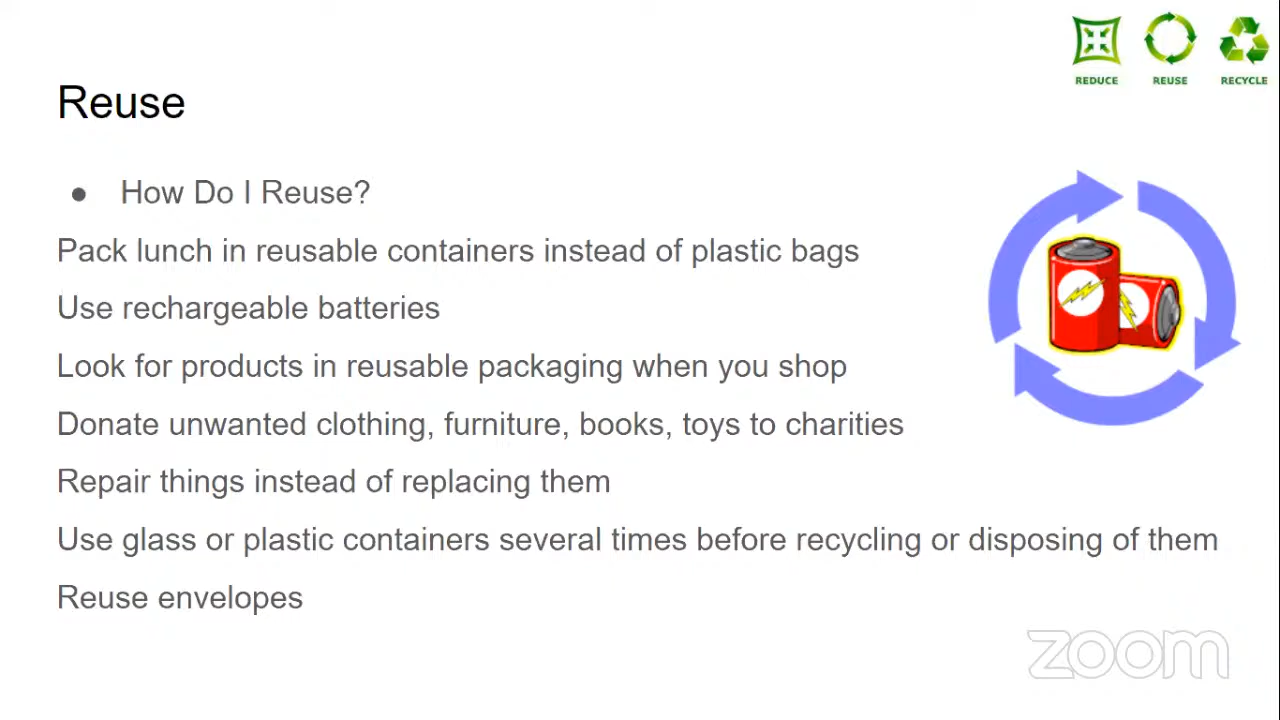 REDUCE REUSE RECYCLE
Reuse
● How Do I Reuse?
Pack lunch in reusable containers instead of plastic bags
Use rechargeable batteries
Look for products in reusable packaging when you shop
Donate unwanted clothing, furniture, books, toys to charities
Repair things instead of replacing them
Use glass or plastic containers several times before recycling or disposing of them
Reuse envelopes
zoom